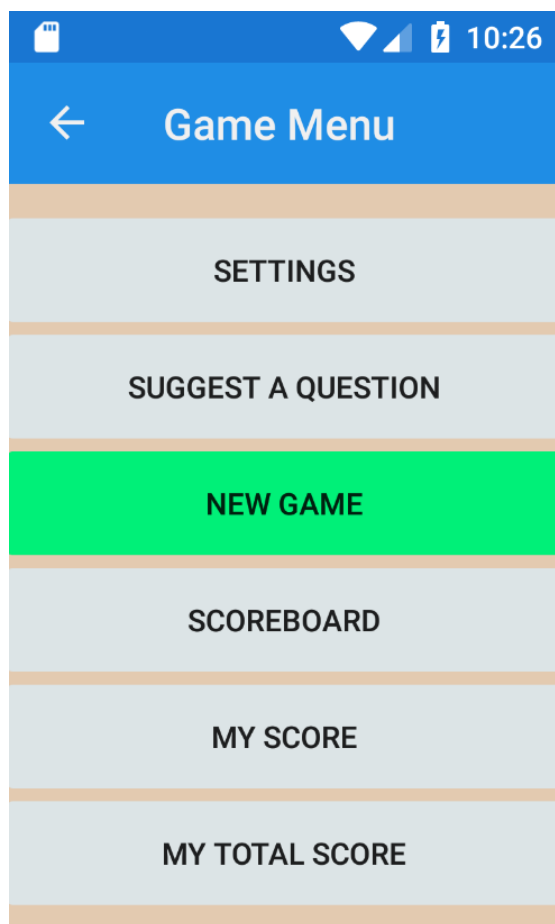 10:26
Game Menu
SETTINGS
SUGGEST A QUESTION
NEW GAME
SCOREBOARD
MY SCORE
MY TOTAL SCORE